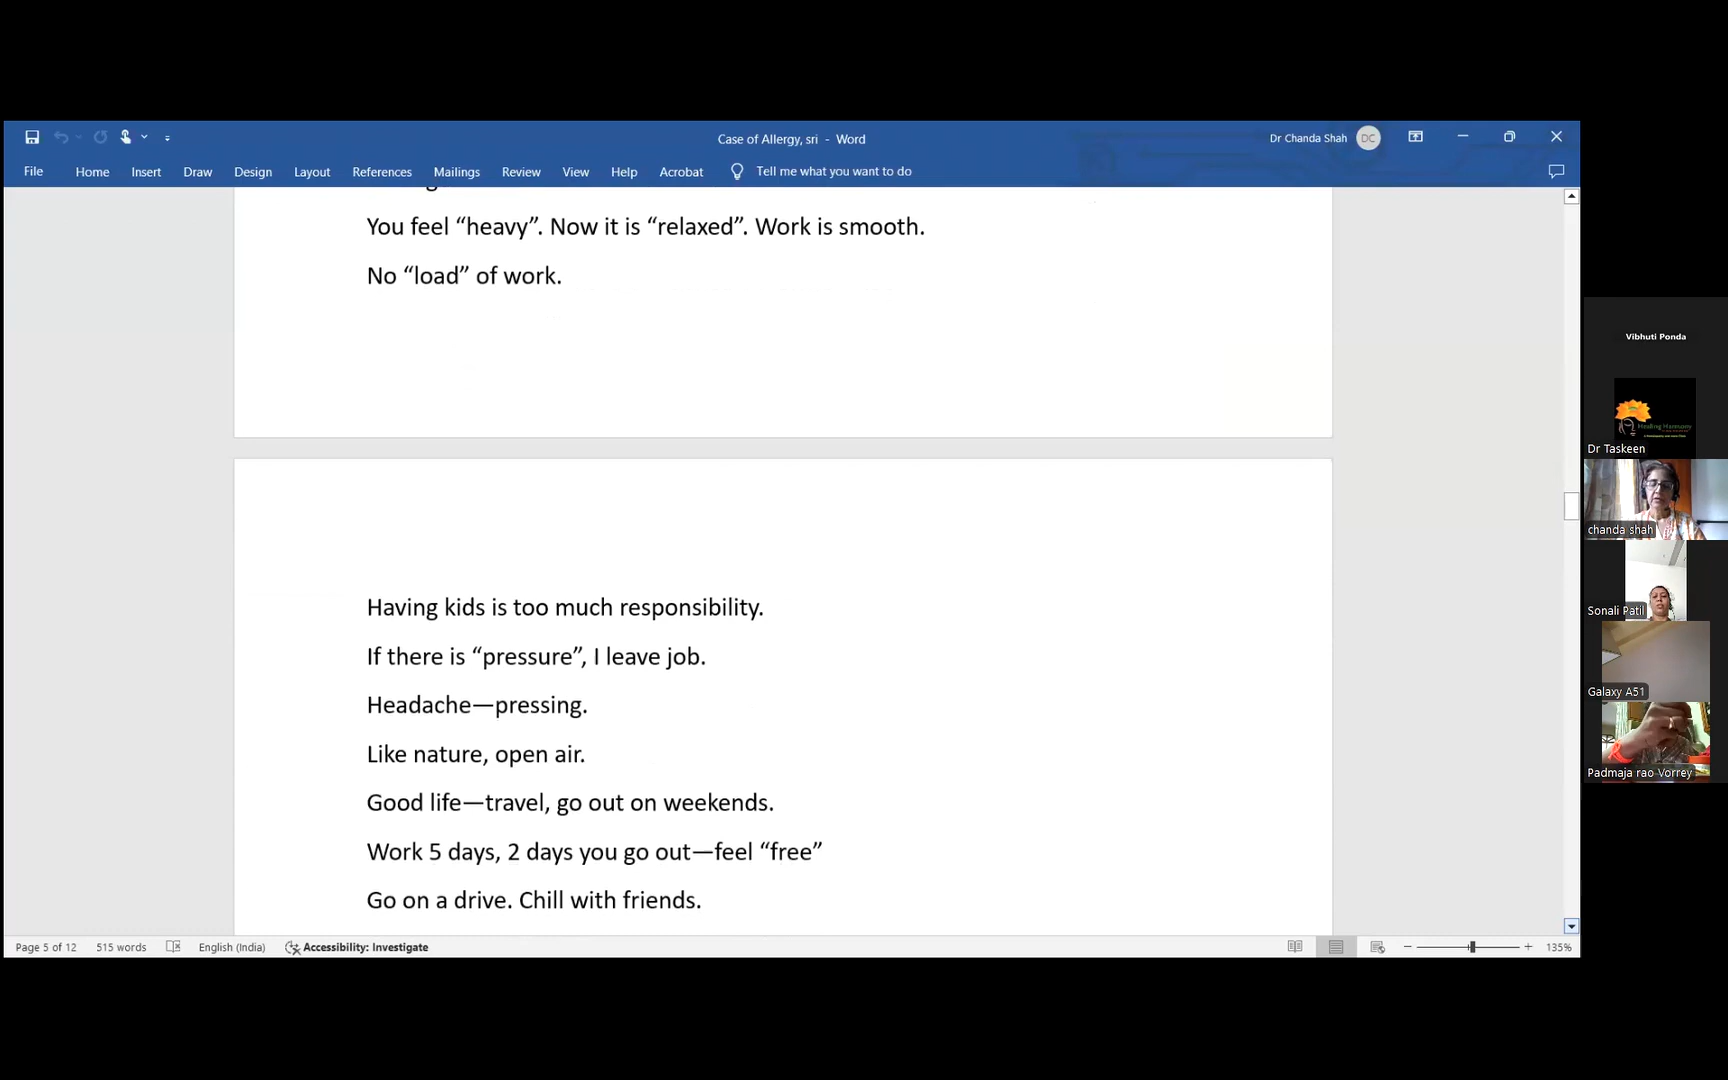 Case of Allergy, sri - Word
Dr Chanda Shah
DC
File Home Insert Draw Design Layout References Mailings Review View Help Acrobat Tell me what you want to do
You feel “heavy”. Now it is “relaxed”. Work is smooth.
No “load” of work.
Having kids is too much responsibility.
If there is “pressure”, I leave job.
Headache—pressing.
Like nature, open air.
Good life—travel, go out on weekends.
Work 5 days, 2 days you go out—feel “free”
Go on a drive. Chill with friends.
Page 5 of 12 515 words English (India) Accessibility: Investigate 135%
Vibhuti Ponda
Healing Harmony
Dr Taskeen
chanda shah
Sonali Patil
Galaxy A51
Padmaja rao Vorrey